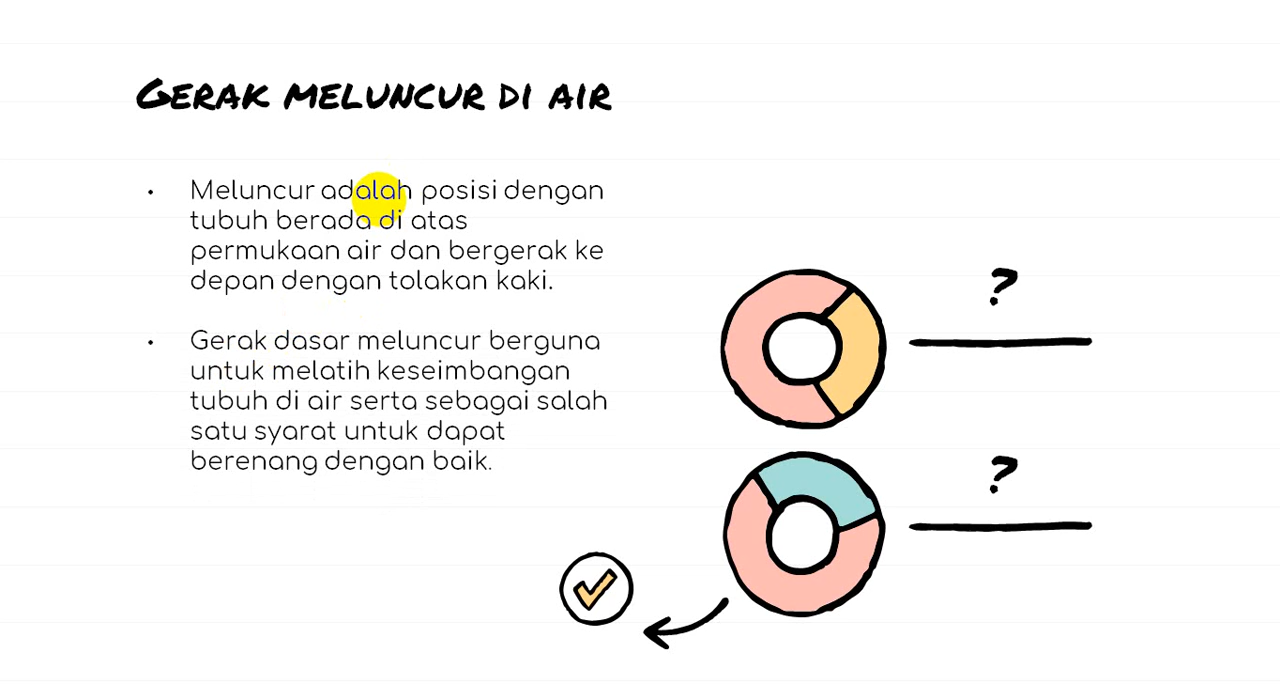 GERAK MELUNCUR DI AIR
• Meluncur adalah posisi dengan
tubuh berada di atas
permukaan air dan bergerak ke
depan dengan tolakan kaki.
• Gerak dasar meluncur berguna
untuk melatih keseimbangan
tubuh di air serta sebagai salah
satu syarat untuk dapat
berenang dengan baik.
?
?